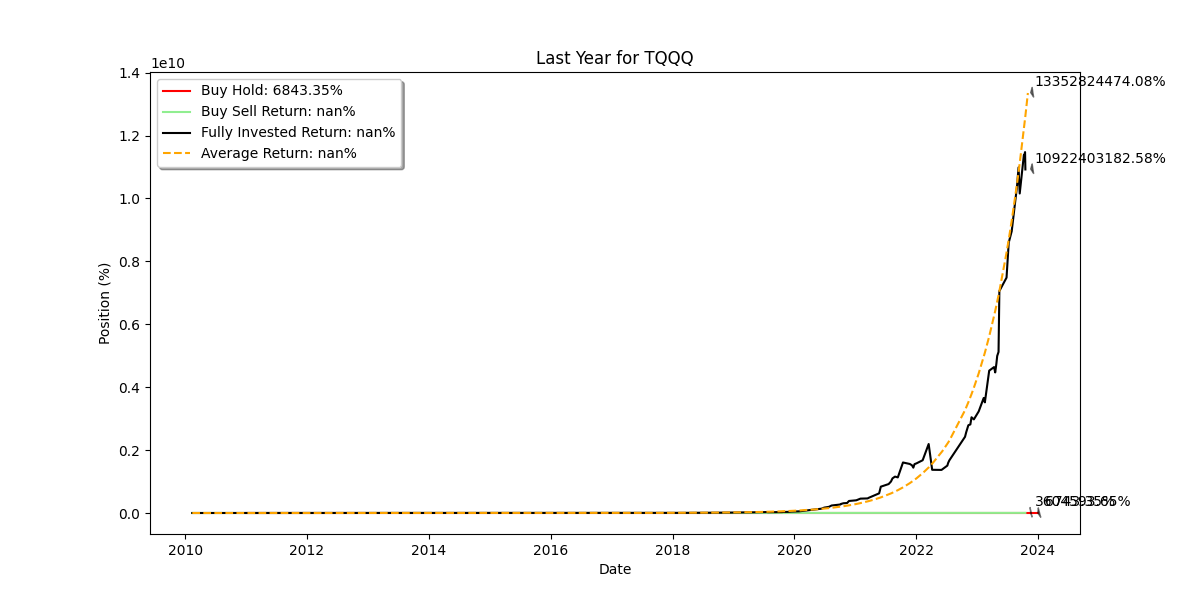 Last Year for TQQQ
1e10
Buy Hold: 6843.35%
Buy Sell Return: nan%
Fully Invested Return: nan%
Average Return: nan%
13352824474.08%
10922403182.58%
1.4
1.2
1.0
0.8
0.6
0.4
0.2
0.0
Position (%)
2010
2012
2014
2016
2018
2020
2022
2024
Date